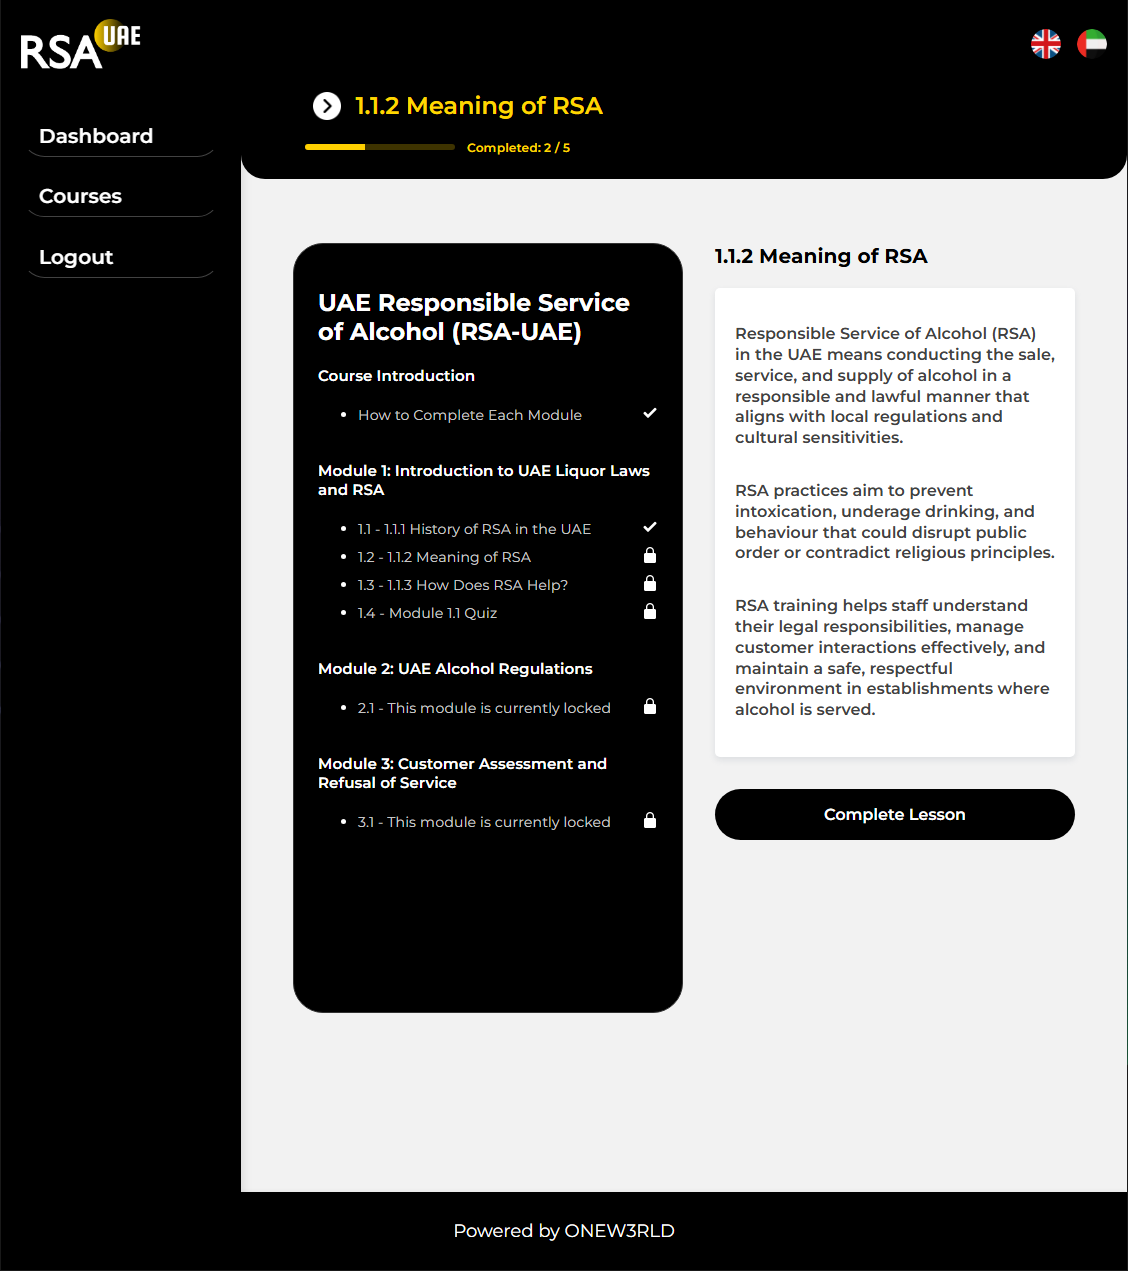 RSA UAE
Dashboard
Courses
Logout
1.1.2 Meaning of RSA
Completed: 2 / 5
UAE Responsible Service
of Alcohol (RSA-UAE)
Course Introduction
How to Complete Each Module
Module 1: Introduction to UAE Liquor Laws
and RSA
1.1 - 1.1.1 History of RSA in the UAE
1.2 - 1.1.2 Meaning of RSA
1.3 - 1.1.3 How Does RSA Help?
1.4 - Module 1.1 Quiz
Module 2: UAE Alcohol Regulations
2.1 - This module is currently locked
Module 3: Customer Assessment and
Refusal of Service
3.1 - This module is currently locked
1.1.2 Meaning of RSA
Responsible Service of Alcohol (RSA)
in the UAE means conducting the sale,
service, and supply of alcohol in a
responsible and lawful manner that
aligns with local regulations and
cultural sensitivities.
RSA practices aim to prevent
intoxication, underage drinking, and
behaviour that could disrupt public
order or contradict religious principles.
RSA training helps staff understand
their legal responsibilities, manage
customer interactions effectively, and
maintain a safe, respectful
environment in establishments where
alcohol is served.
Complete Lesson
Powered by ONEW3RLD